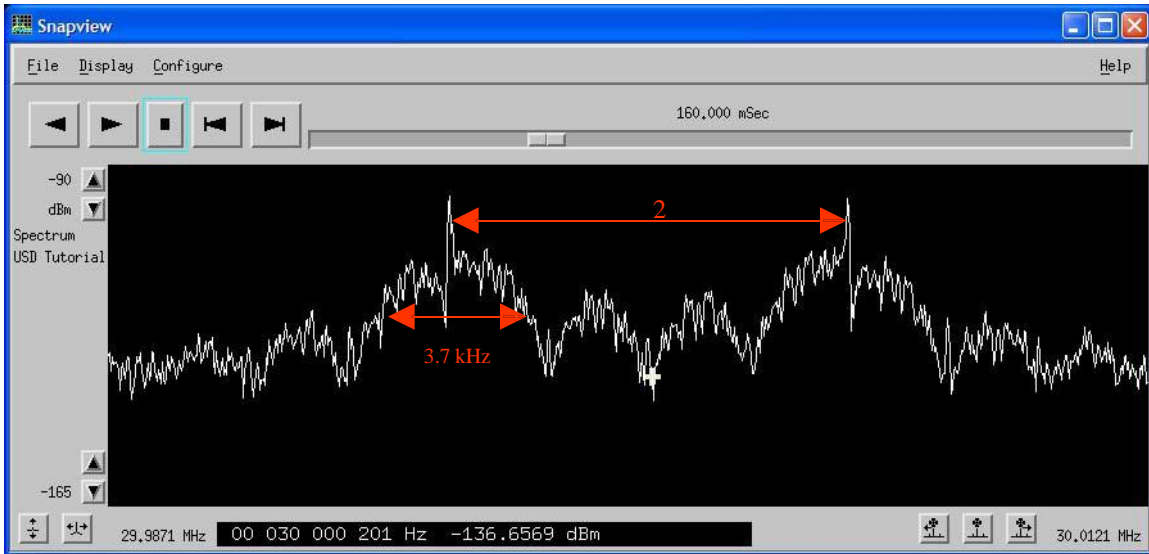 Snapview
File Display Configure Help
160.000 mSec
-90
dBm
Spectrum
USD Tutorial
2
3.7 kHz
-165
29.9871 MHz 00 030 000 201 Hz -136.6569 dBm 30.0121 MHz